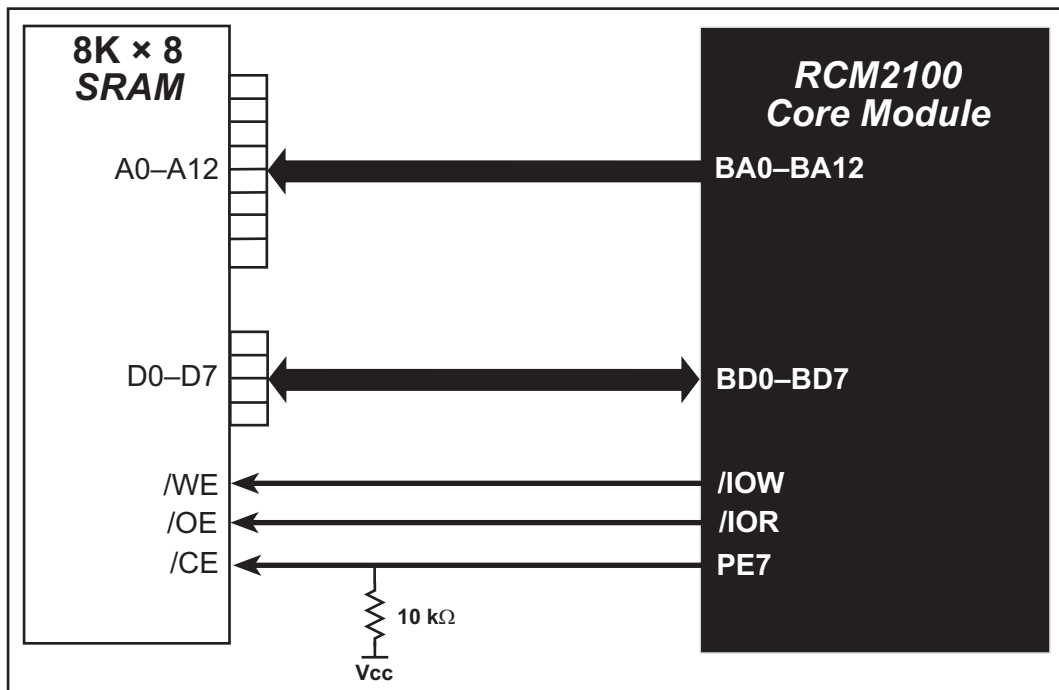 8K × 8
SRAM
RCM2100
Core Module
A0–A12
BA0–BA12
D0–D7
BD0–BD7
/WE
/IOW
/OE
/IOR
/CE
PE7
10 kΩ
Vcc